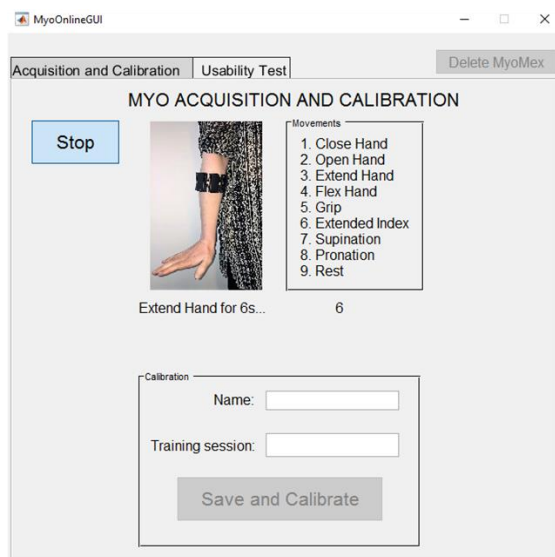 MyoOnlineGUI
Delete MyoMex
Acquisition and Calibration
Usability Test
MYO ACQUISITION AND CALIBRATION
Stop
Movements
1. Close Hand
2. Open Hand
3. Extend Hand
4. Flex Hand
5. Grip
6. Extended Index
7. Supination
8. Pronation
9. Rest
Extend Hand for 6s...
6
Calibration
Name:
Training session:
Save and Calibrate